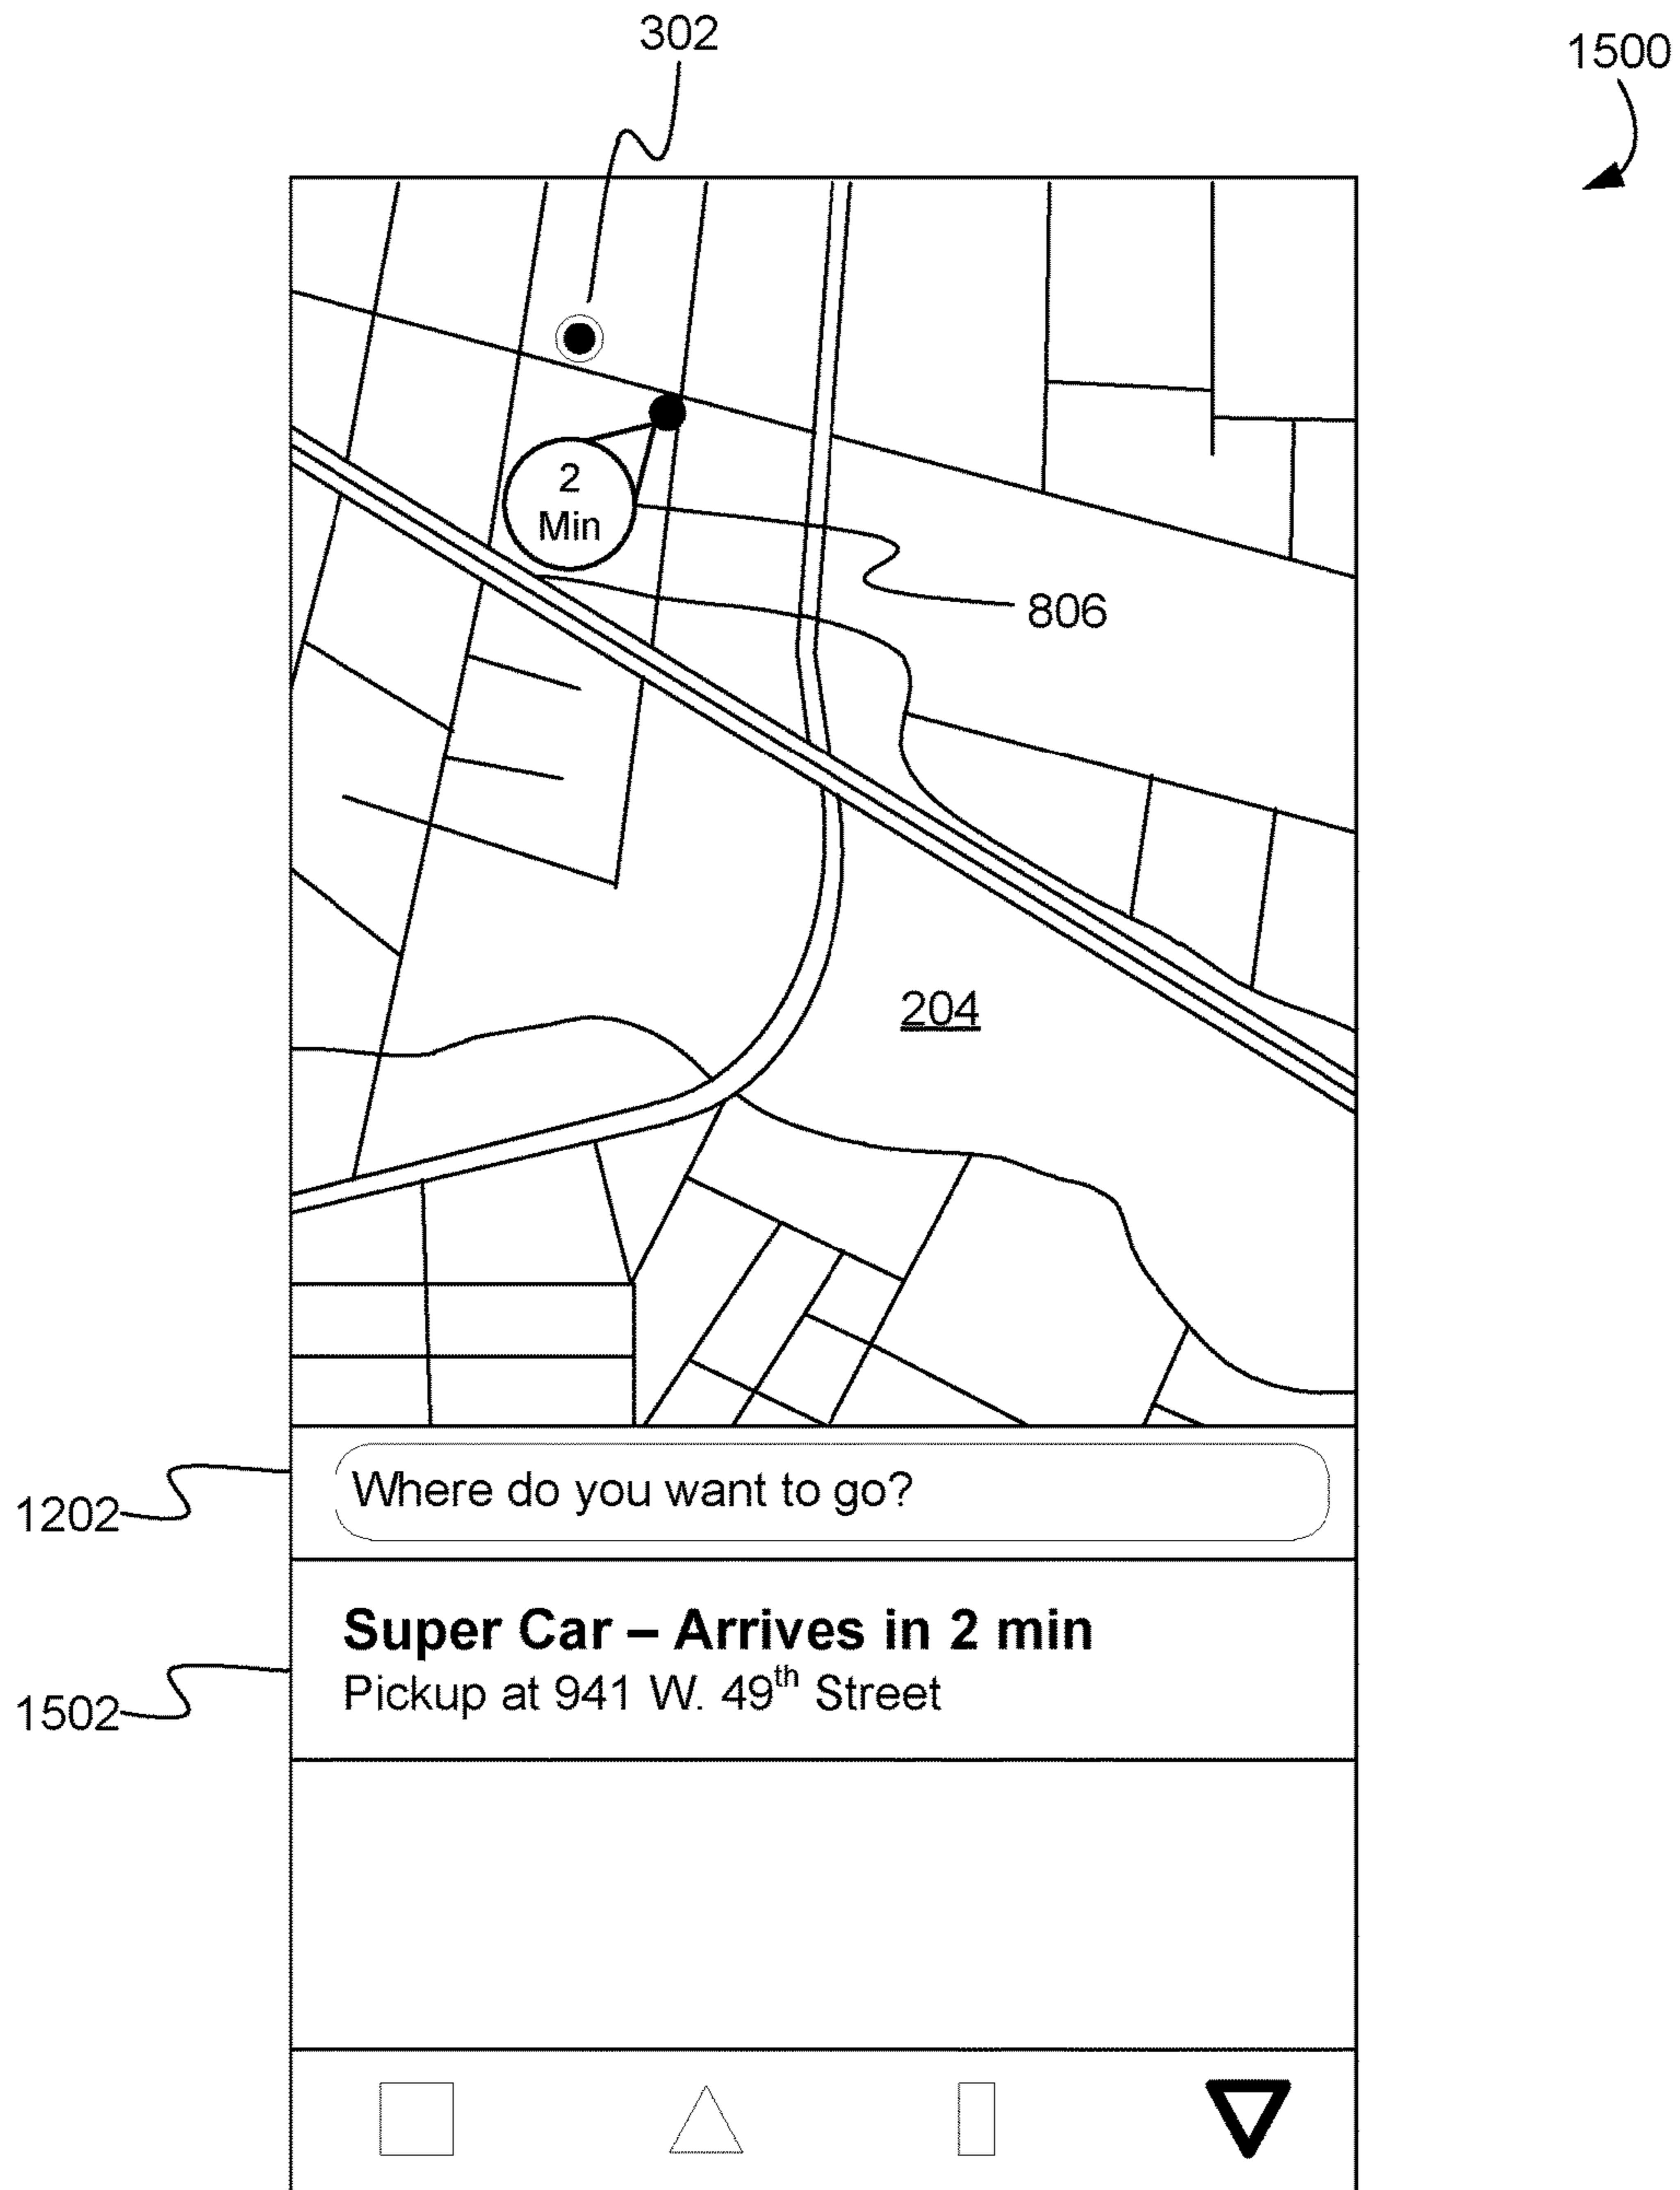 302
1500
2
Min
806
204
1202
Where do you want to go?
Super Car – Arrives in 2 min
1502
Pickup at 941 W. 49th Street